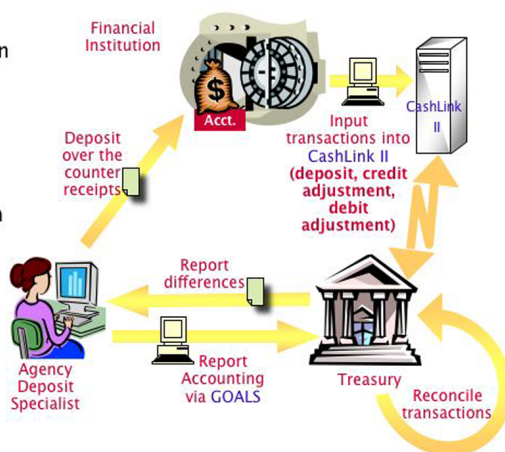 Financial
Institution
n
$
Acct.
CashLink
II
Input
transactions into
CashLink II
(deposit, credit
adjustment,
debit
adjustment)
Deposit
over the
counter
receipts
n
Report
differences
Report
Accounting
via GOALS
Agency
Deposit
Specialist
Treasury
Reconcile
transactions